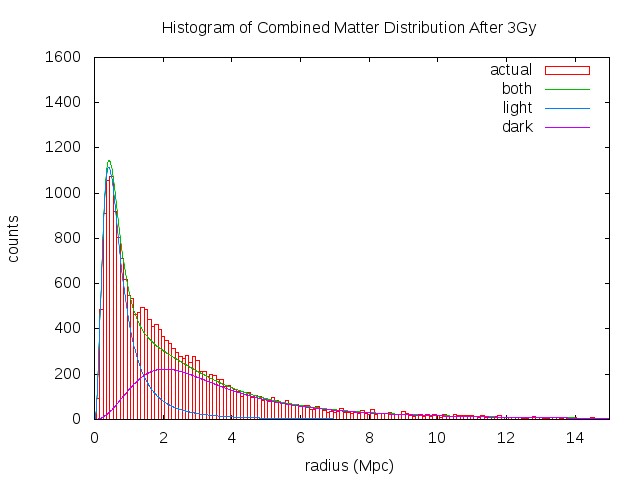 Histogram of Combined Matter Distribution After 3Gy
1600
1400
1200
1000
800
600
400
200
0
counts
actual
both
light
dark
0 2 4 6 8 10 12 14
radius (Mpc)